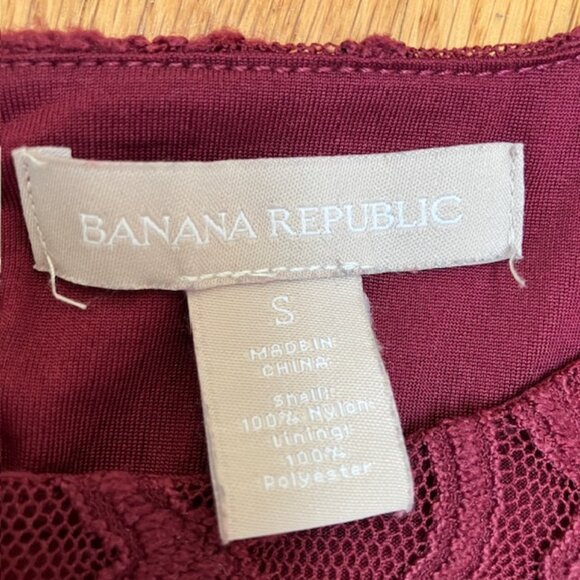 BANANA REPUBLIC
S
MADE IN
CHINA
Shell:
100% Nylon
Lining:
100%
Polyester